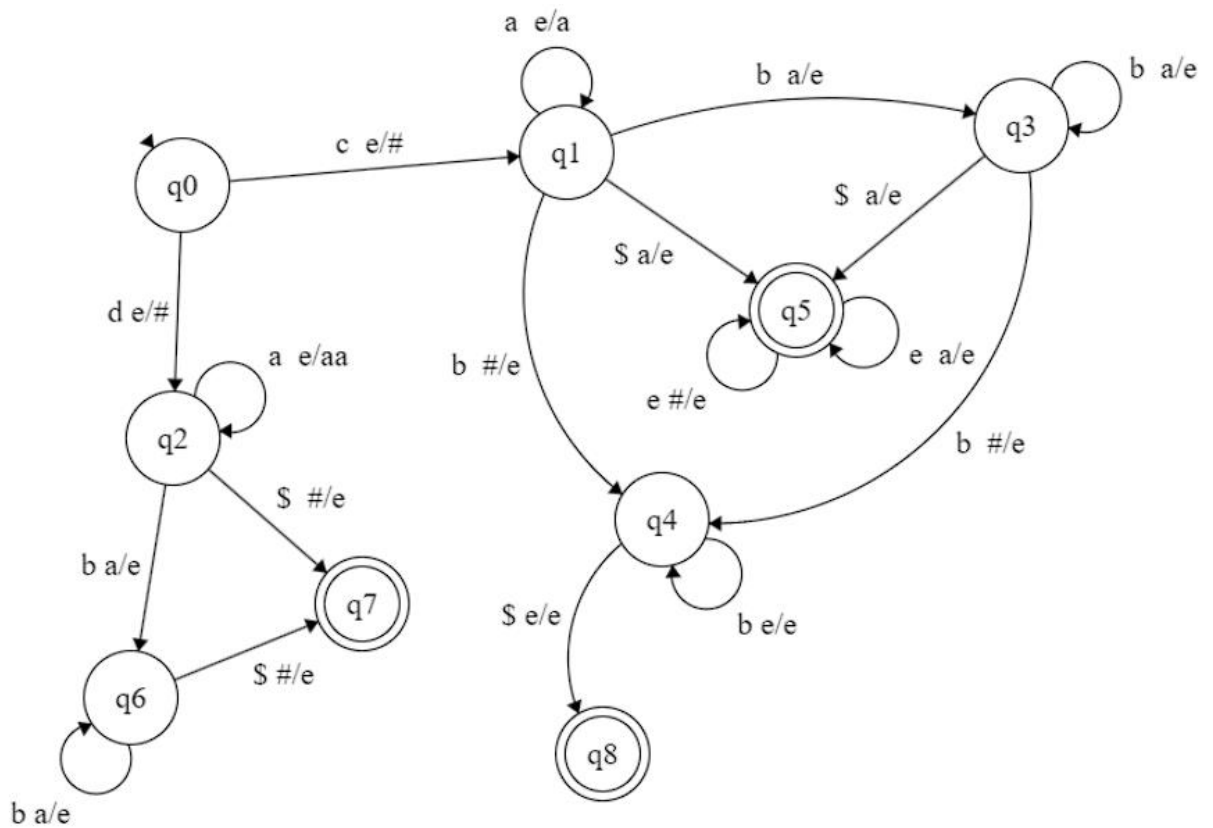 a e/a
b a/e
b a/e
q3
c e/#
q1
q0
$ a/e
$ a/e
d e/#
q5
a e/aa
b #/e
e a/e
e #/e
q2
b #/e
$ #/e
q4
b a/e
q7
$ e/e
b e/e
$ #/e
q6
q8
b a/e